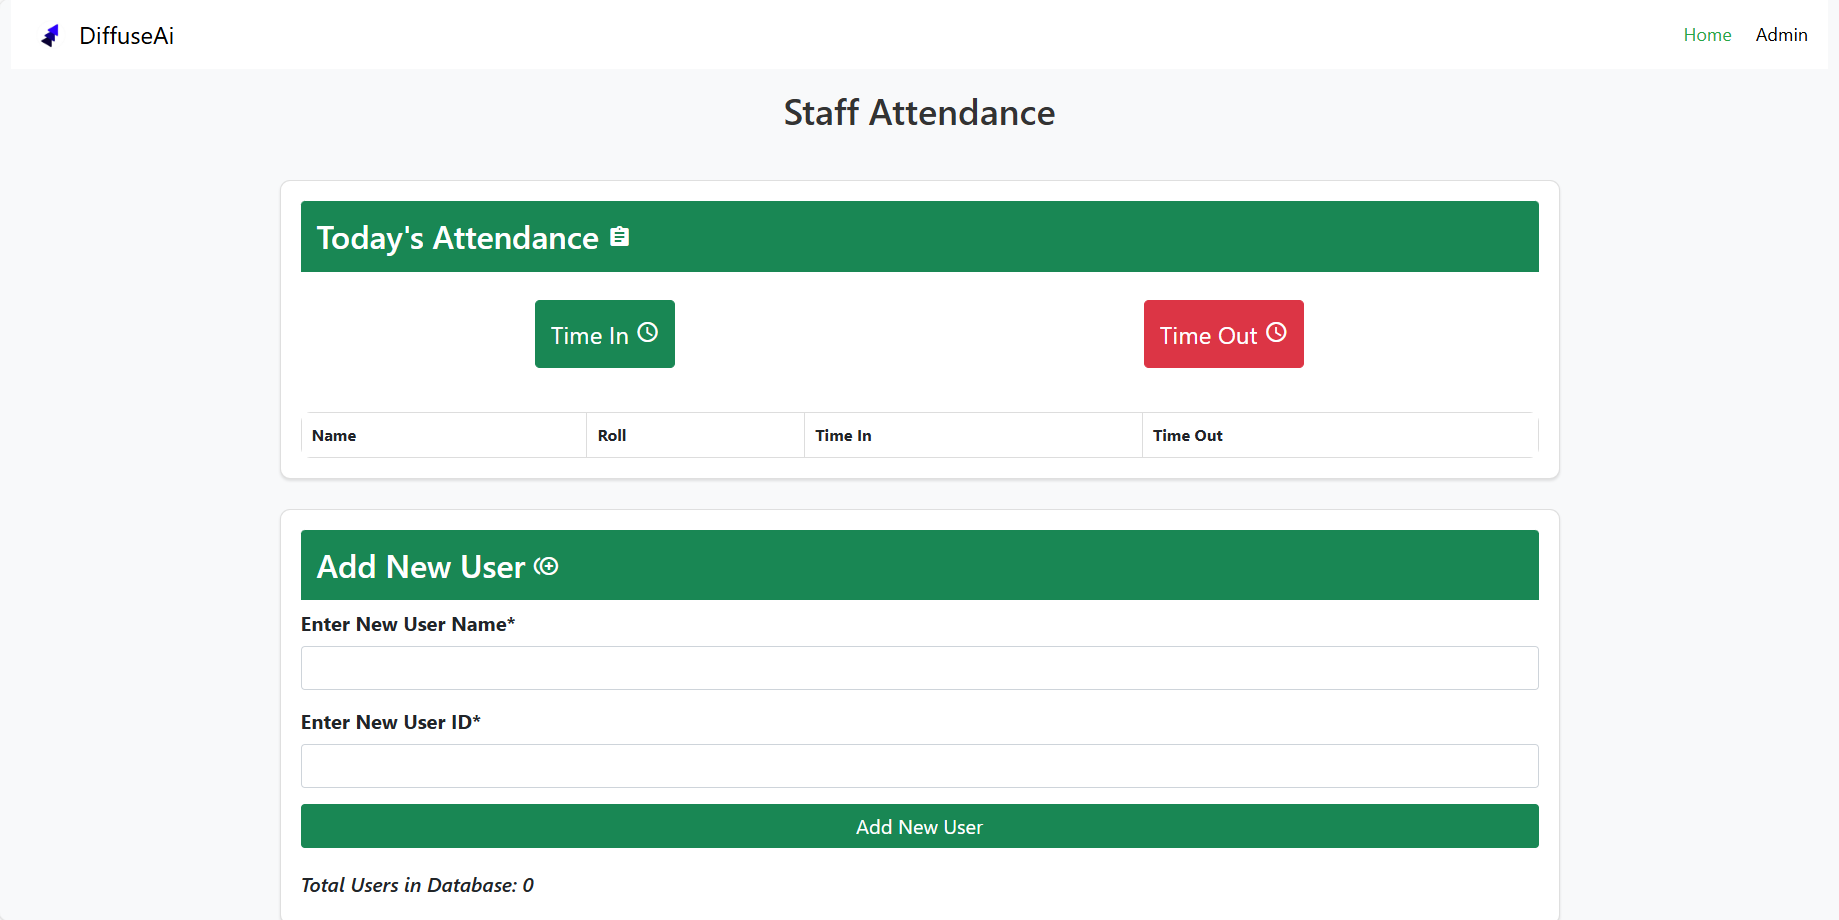 DiffuseAi
Home Admin
Staff Attendance
Today's Attendance
Time In
Time Out
Name Roll Time In Time Out
Add New User
Enter New User Name*
Enter New User ID*
Add New User
Total Users in Database: 0